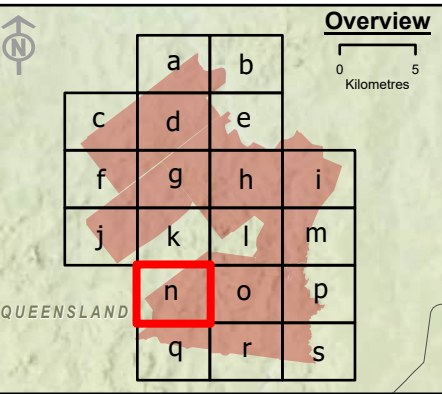 Overview
N
0 5
Kilometres
a b
c d e
f g h i
j k l m
QUEENSLAND
n o p
q r s